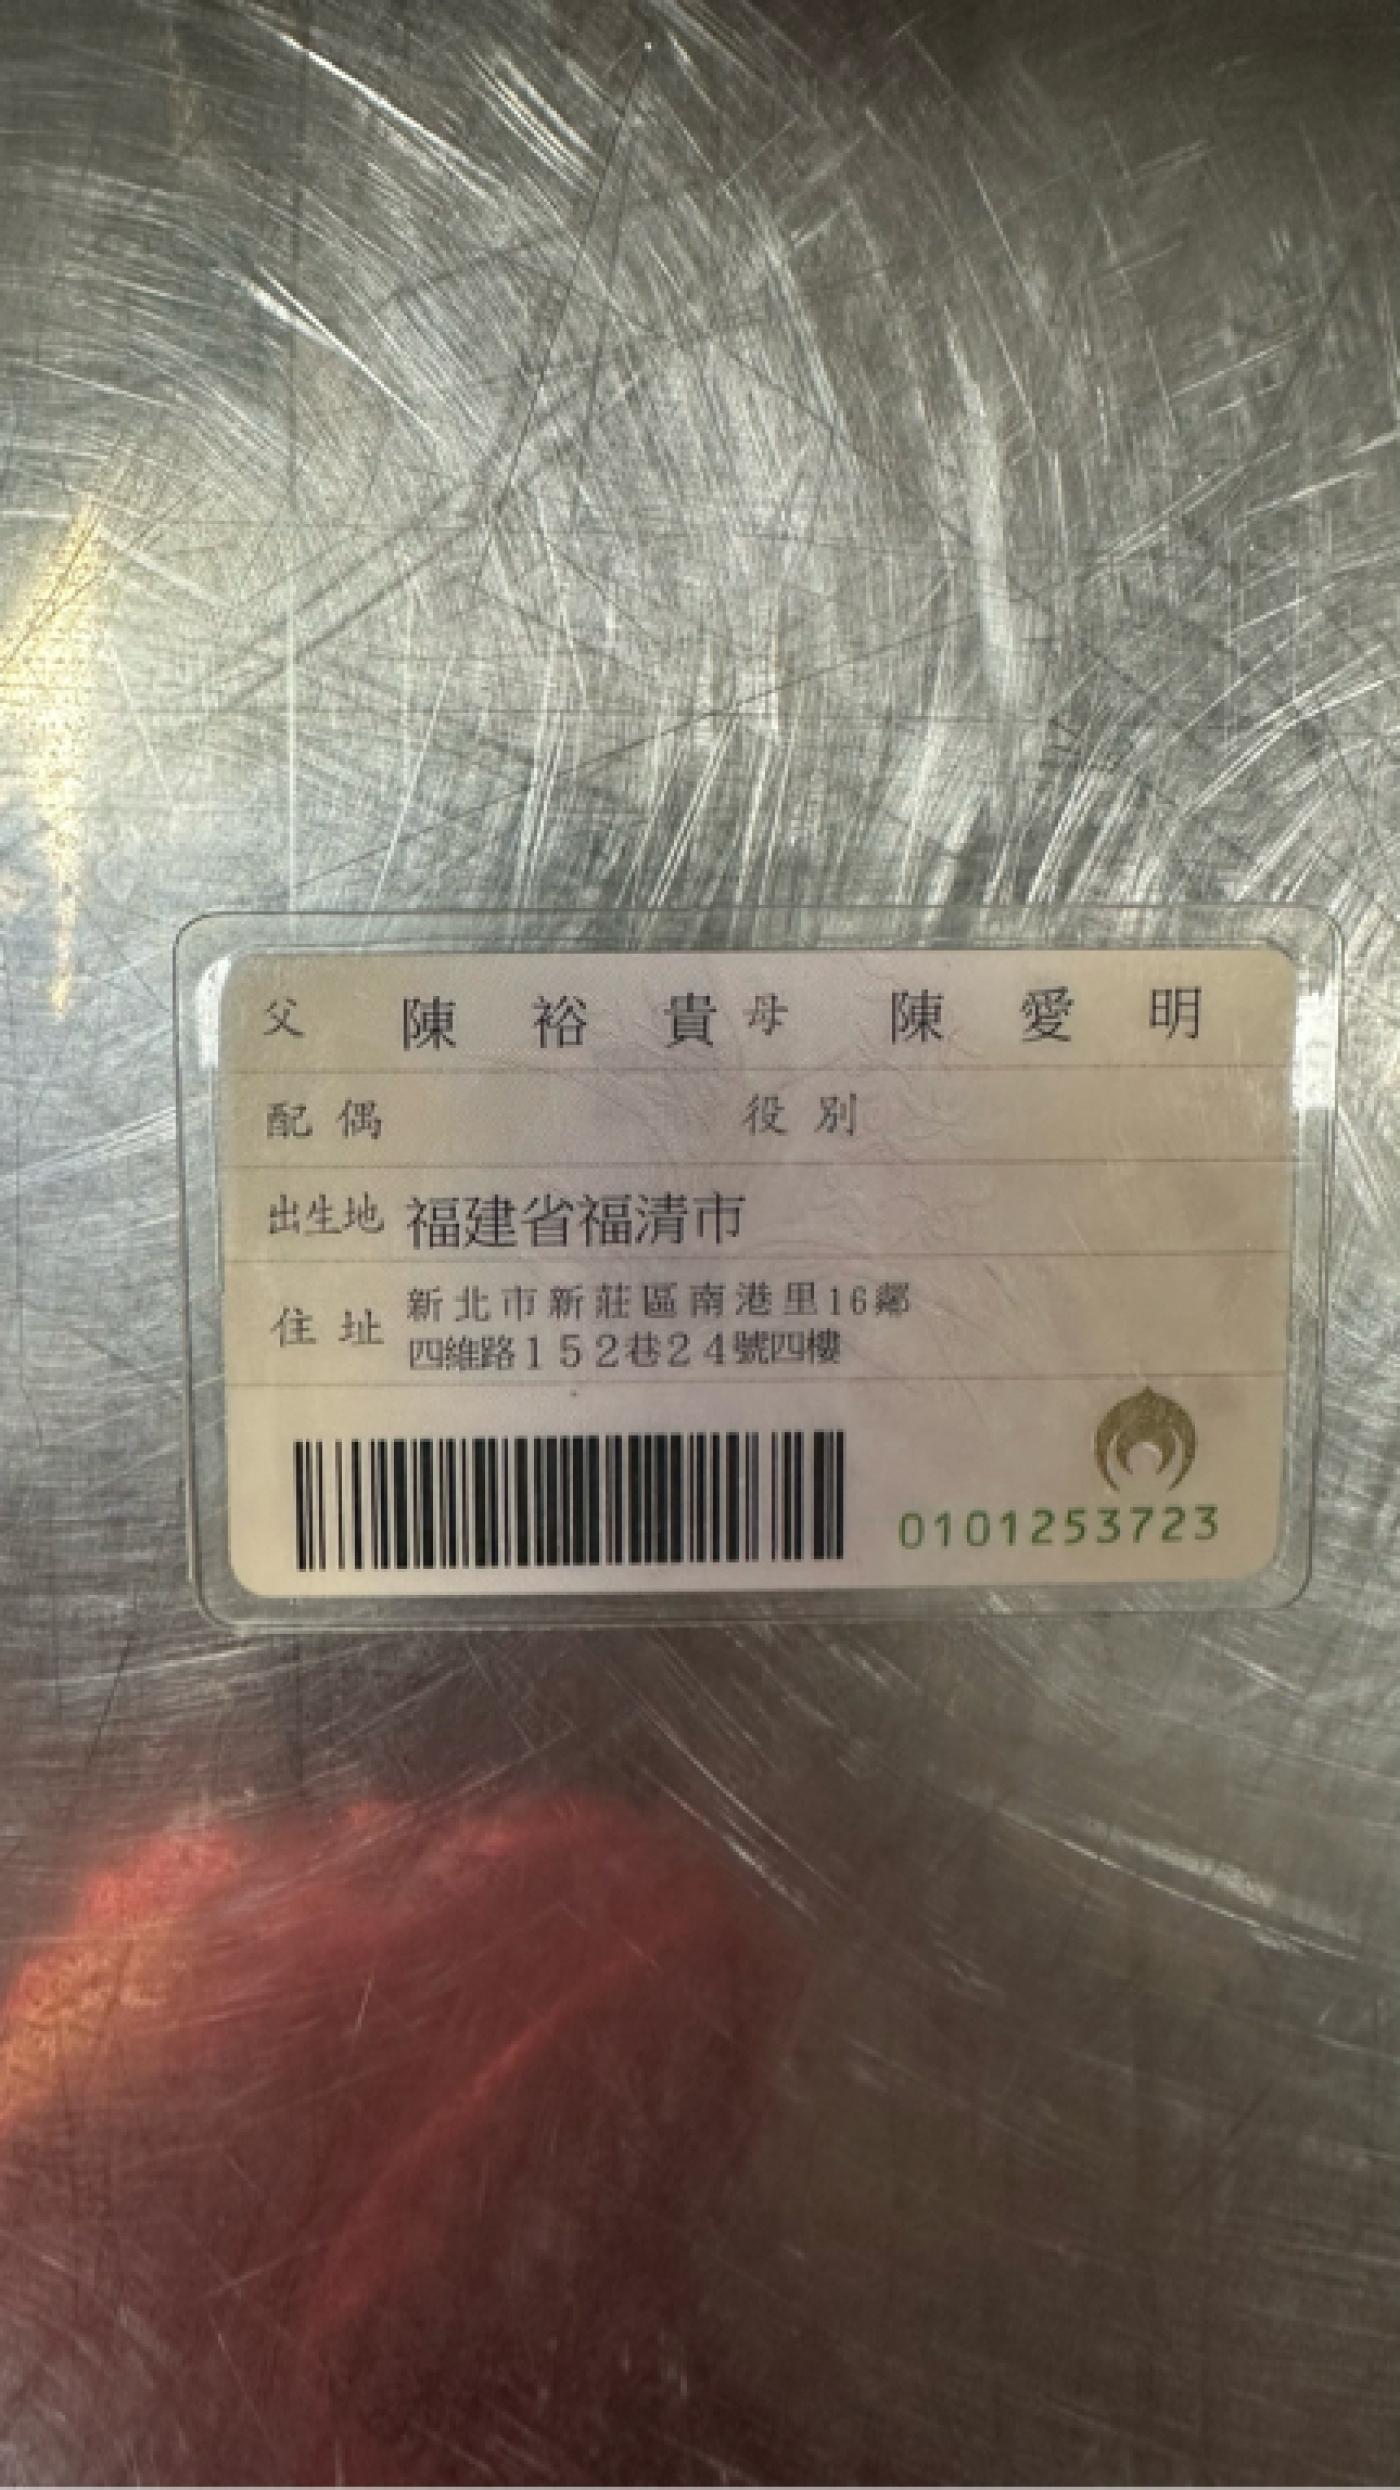 父 陳裕貴 母 陳愛明
配偶 役別
出生地 福建省福清市
住址 新北市新莊區南港里16鄰
四維路152巷24號四樓
0101253723